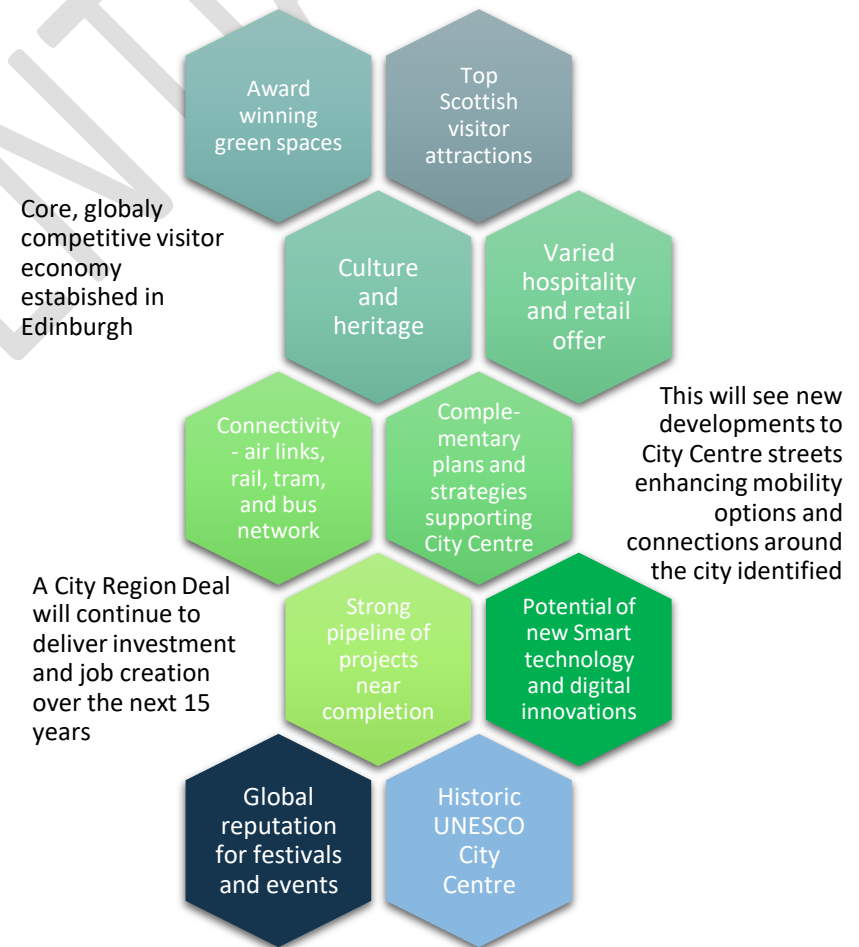 Award
winning
green spaces
Top
Scottish
visitor
attractions
Core, globaly
competitive visitor
economy
estabished in
Edinburgh
Culture
and
heritage
Varied
hospitality
and retail
offer
Connectivity
- air links,
rail, tram,
and bus
network
Comple-
mentary
plans and
strategies
supporting
City Centre
This will see new
developments to
City Centre streets
enhancing mobility
options and
connections around
the city identified
A City Region Deal
will continue to
deliver investment
and job creation
over the next 15
years
Strong
pipeline of
projects
near
completion
Potential of
new Smart
technology
and digital
innovations
Global
reputation
for festivals
and events
Historic
UNESCO
City
Centre